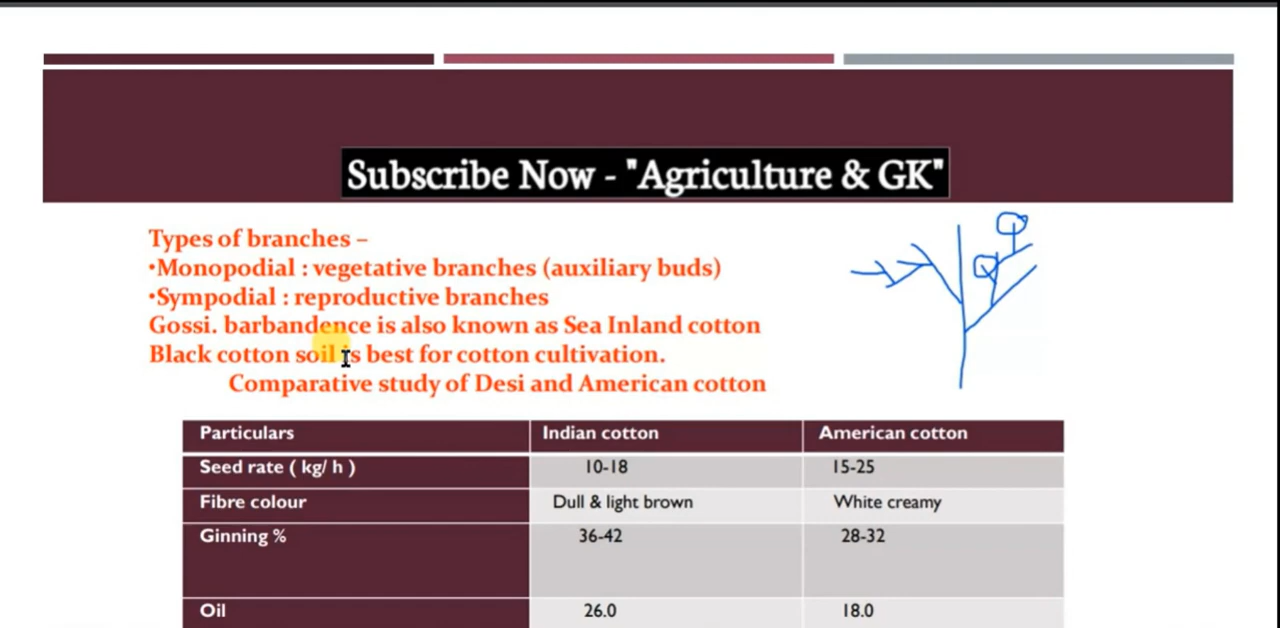 Subscribe Now - "Agriculture & GK"
Types of branches –
•Monopodial : vegetative branches (auxiliary buds)
•Sympodial : reproductive branches
Gossi. barbandence is also known as Sea Inland cotton
Black cotton soil is best for cotton cultivation.
Comparative study of Desi and American cotton
Particulars Indian cotton American cotton
Seed rate ( kg/ h ) 10-18 15-25
Fibre colour Dull & light brown White creamy
Ginning % 36-42 28-32
Oil 26.0 18.0